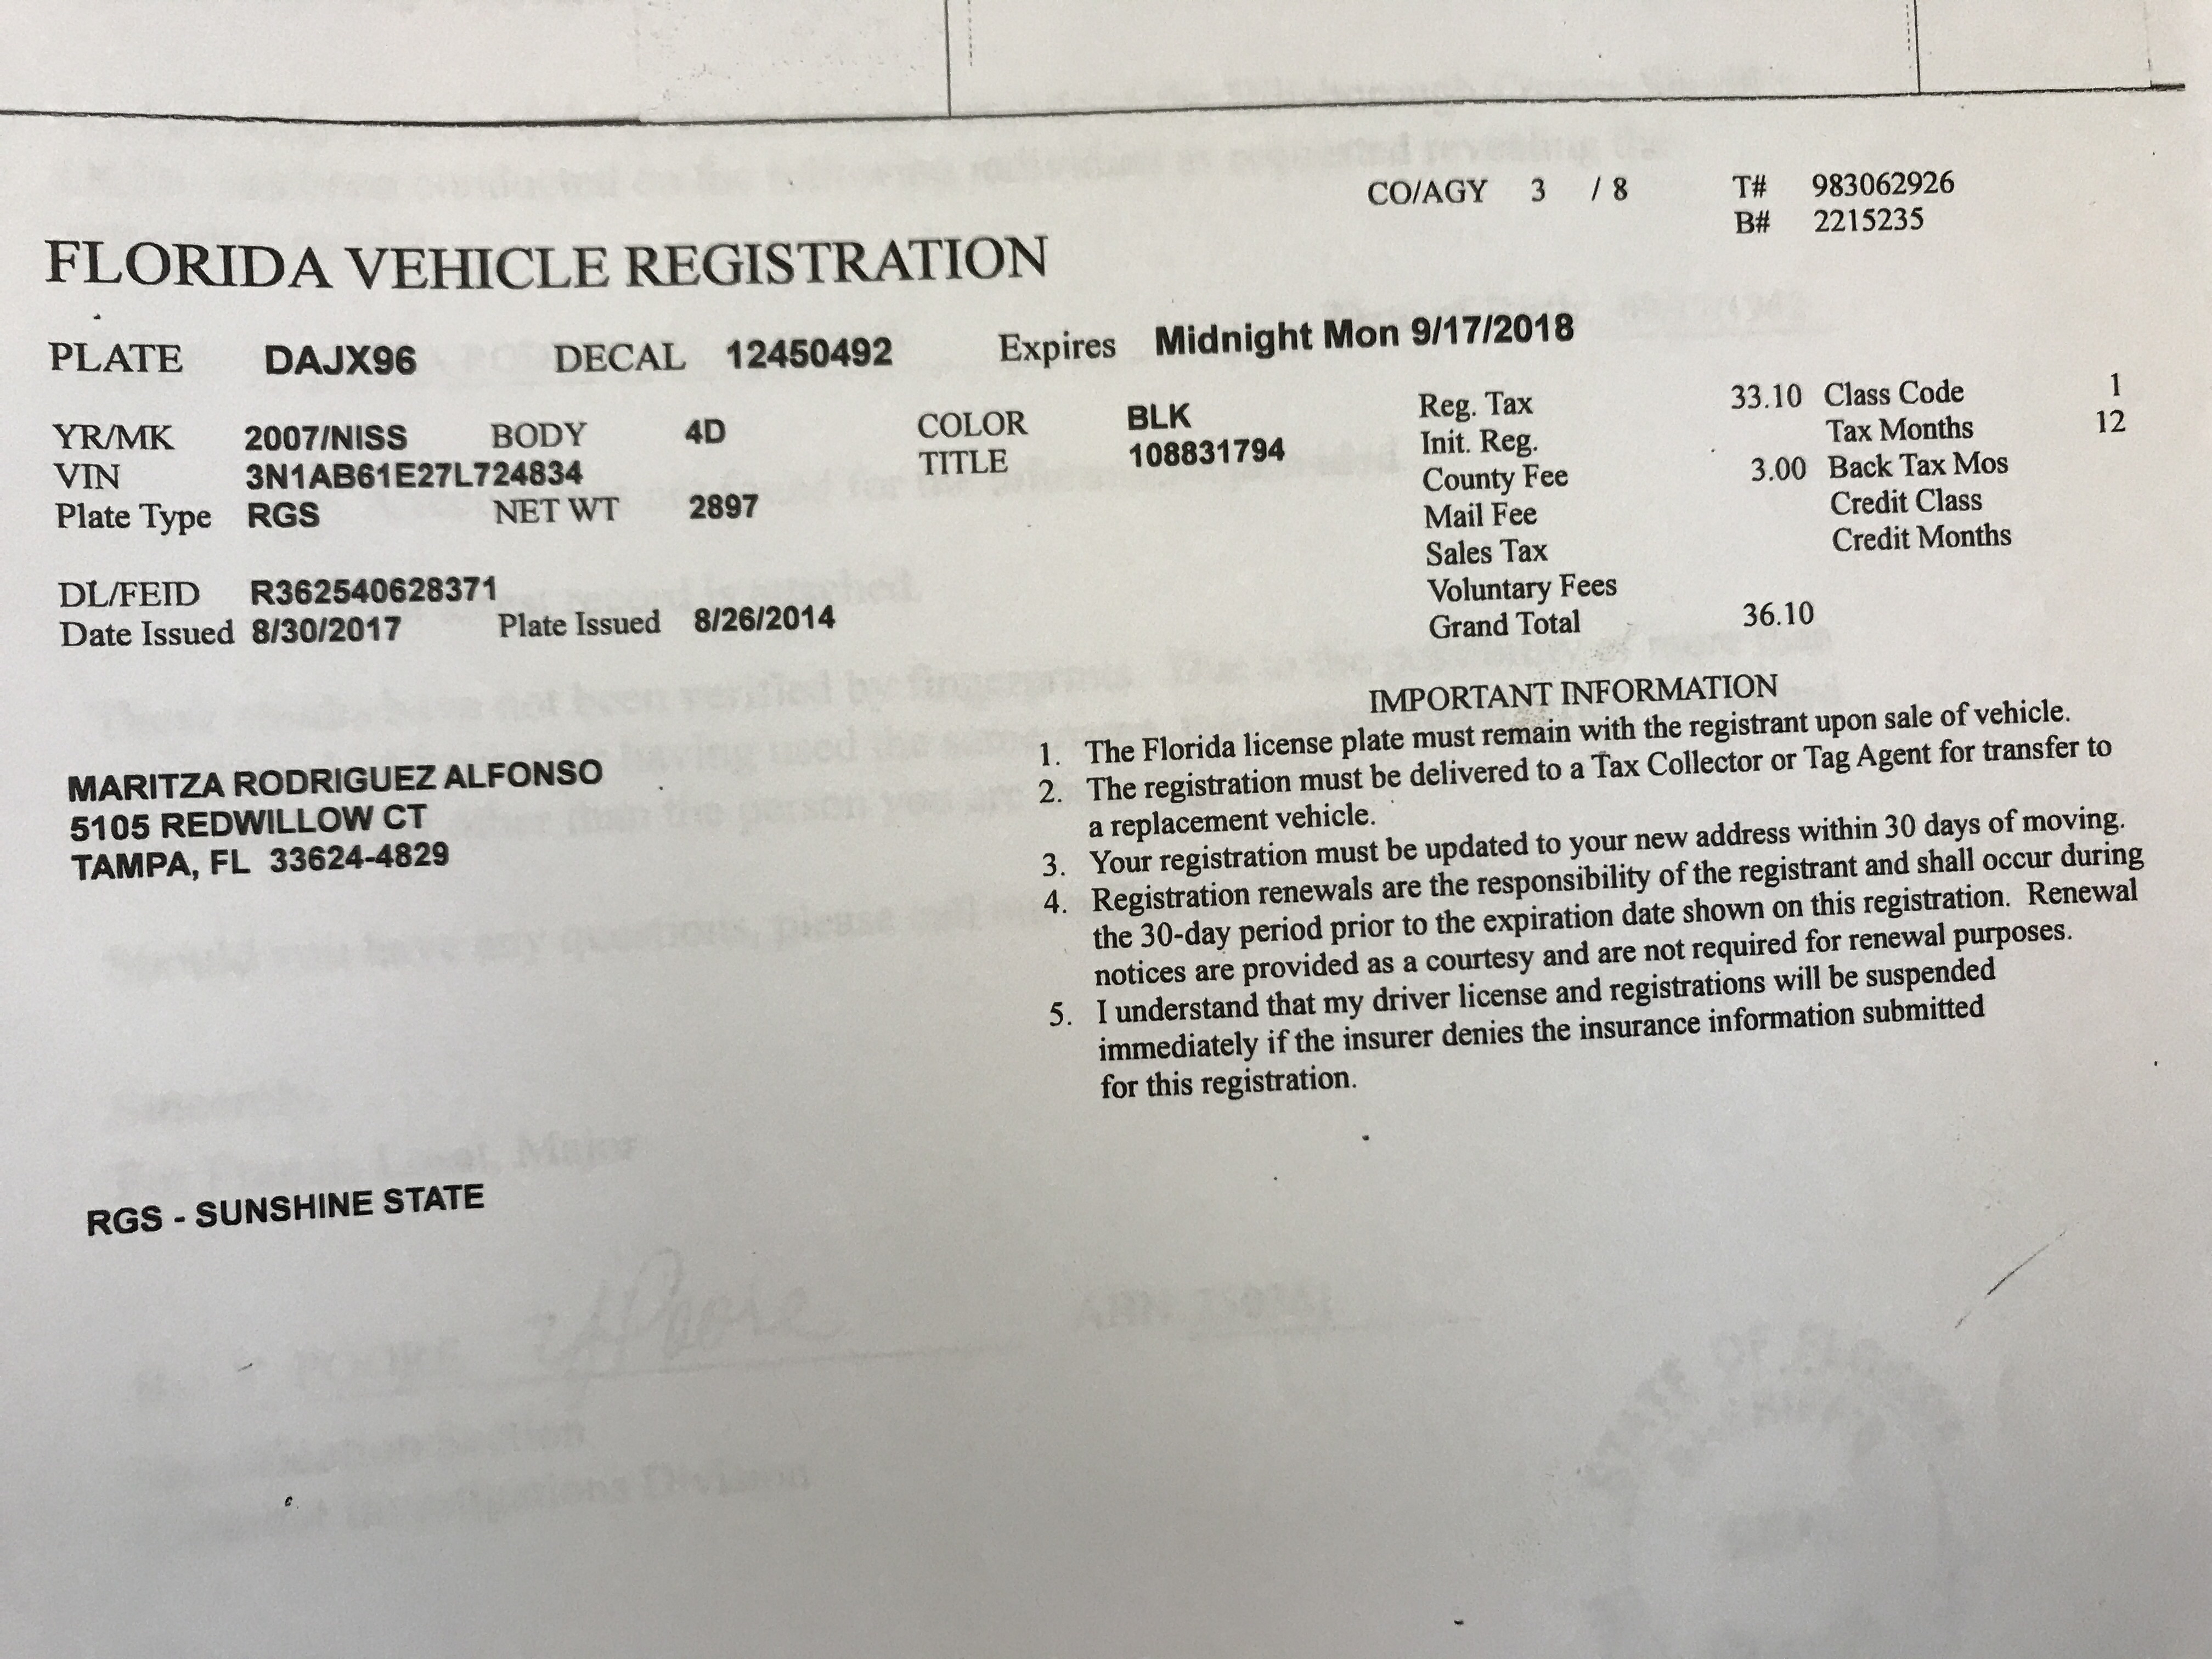 CO/AGY 3 / 8 T# 983062926
B# 2215235
FLORIDA VEHICLE REGISTRATION
PLATE DAJX96 DECAL 12450492 Expires Midnight Mon 9/17/2018
YR/MK 2007/NISS BODY 4D COLOR BLK Reg. Tax 33.10 Class Code 1
VIN 3N1AB61E27L724834 TITLE 108831794 Init. Reg. Tax Months 12
Plate Type RGS NET WT 2897 County Fee 3.00 Back Tax Mos
Mail Fee Credit Class
Sales Tax Credit Months
DL/FEID R362540628371 Voluntary Fees
Date Issued 8/30/2017 Plate Issued 8/26/2014 Grand Total 36.10
IMPORTANT INFORMATION
MARITZA RODRIGUEZ ALFONSO
5105 REDWILLOW CT
TAMPA, FL 33624-4829
1. The Florida license plate must remain with the registrant upon sale of vehicle.
2. The registration must be delivered to a Tax Collector or Tag Agent for transfer to
a replacement vehicle.
3. Your registration must be updated to your new address within 30 days of moving.
4. Registration renewals are the responsibility of the registrant and shall occur during
the 30-day period prior to the expiration date shown on this registration. Renewal
notices are provided as a courtesy and are not required for renewal purposes.
5. I understand that my driver license and registrations will be suspended
immediately if the insurer denies the insurance information submitted
for this registration.
RGS - SUNSHINE STATE